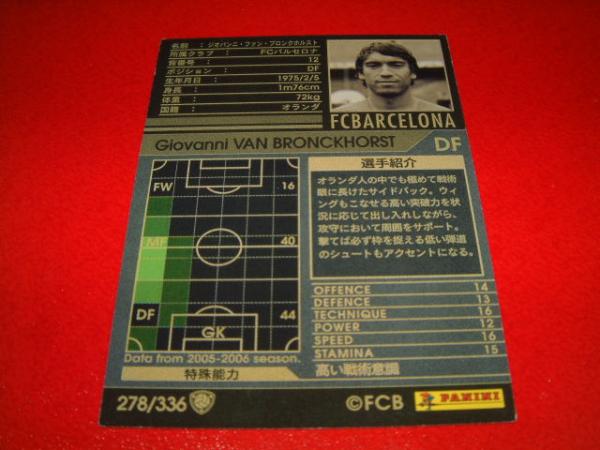 名前 : ジオバンニ・ファン・ブロンクホルスト
所属クラブ : FCバルセロナ
背番号 : 12
ポジション : DF
生年月日 : 1975/2/5
身長 : 1m76cm
体重 : 72kg
国籍 : オランダ
FCBARCELONA
Giovanni VAN BRONCKHORST DF
FW 16
MF 40
DF 44
GK
Data from 2005-2006 season.
選手紹介
オランダ人の中でも極めて戦術
眼に長けたサイドバック。ウィ
ングもこなせる高い突破力を状
況に応じて出し入れしながら、
攻守において周囲をサポート。
撃てば必ず枠を捉える低い弾道
のシュートもアクセントになる。
OFFENCE 14
DEFENCE 13
TECHNIQUE 16
POWER 12
SPEED 16
STAMINA 15
特殊能力 高い戦術意識
278/336 ©FCB PANINI